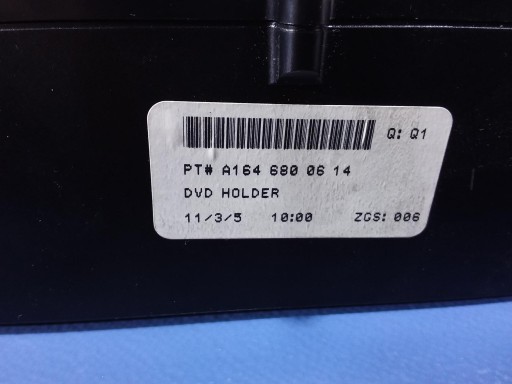 Q: Q1
PT# A164 680 06 14
DVD HOLDER
11/3/5 10:00 ZGS: 006